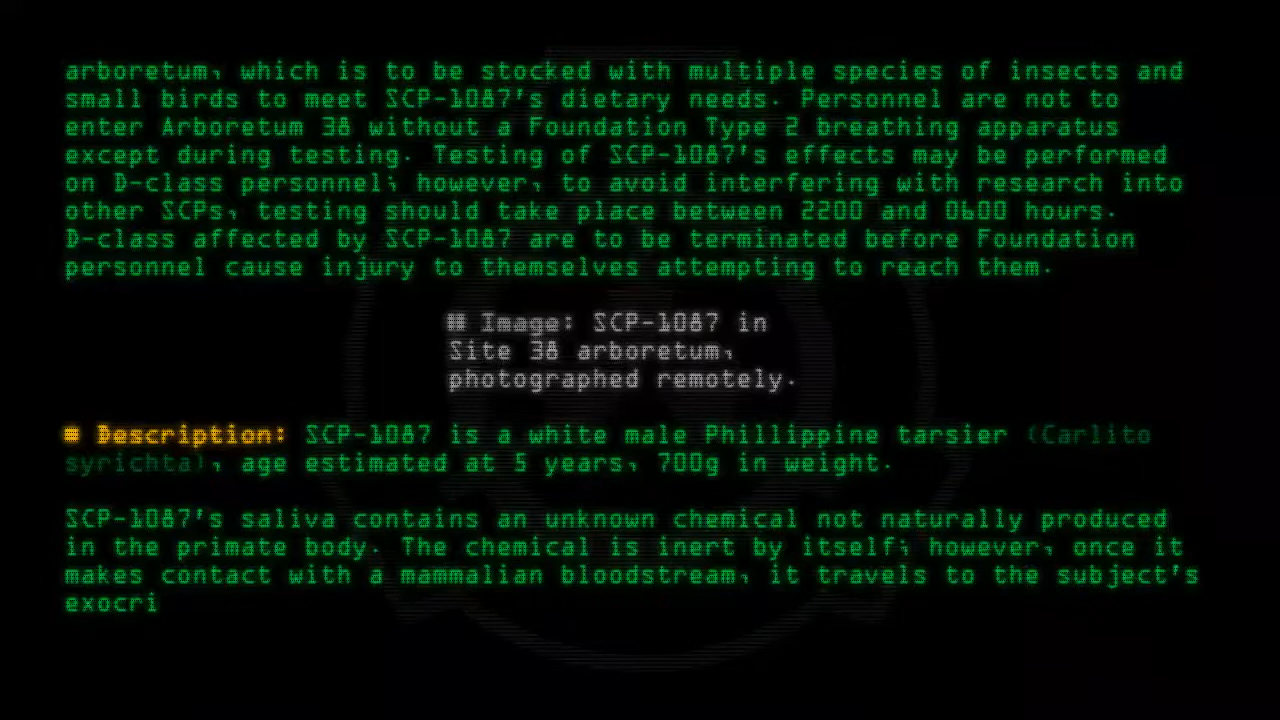 arboretum, which is to be stocked with multiple species of insects and
small birds to meet SCP-1087's dietary needs. Personnel are not to
enter Arboretum 38 without a Foundation Type 2 breathing apparatus
except during testing. Testing of SCP-1087's effects may be performed
on D-class personnel; however, to avoid interfering with research into
other SCPs, testing should take place between 2200 and 0600 hours.
D-class affected by SCP-1087 are to be terminated before Foundation
personnel cause injury to themselves attempting to reach them.
# Image: SCP-1087 in
Site 38 arboretum,
photographed remotely.
# Description: SCP-1087 is a white male Phillippine tarsier (Carlito
syrichta), age estimated at 5 years, 700g in weight.
SCP-1087's saliva contains an unknown chemical not naturally produced
in the primate body. The chemical is inert by itself; however, once it
makes contact with a mammalian bloodstream, it travels to the subject's
exocri